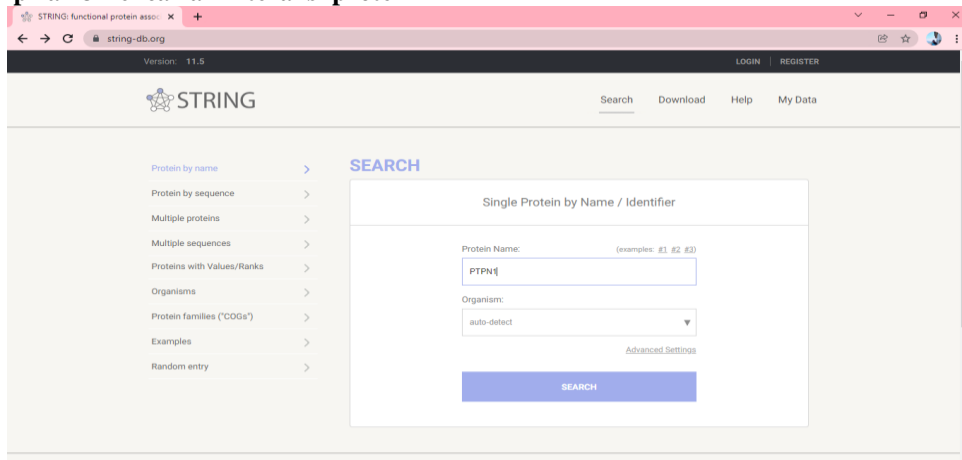 STRING: functional protein assoc
string-db.org
Version: 11.5
LOGIN | REGISTER
STRING
Search Download Help My Data
Protein by name
Protein by sequence
Multiple proteins
Multiple sequences
Proteins with Values/Ranks
Organisms
Protein families ("COGs")
Examples
Random entry
SEARCH
Single Protein by Name / Identifier
Protein Name: (examples: #1 #2 #3)
PTPN1
Organism:
auto-detect
Advanced Settings
SEARCH